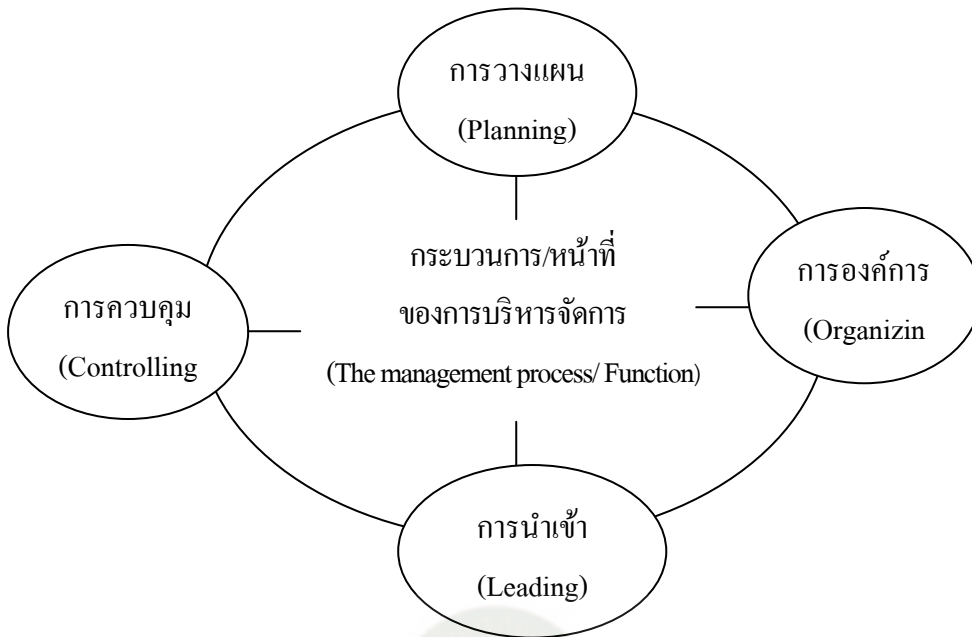 การวางแผน
(Planning)
กระบวนการ/หน้าที่
ของการบริหารจัดการ
(The management process/ Function)
การองค์การ
(Organizin
การควบคุม
(Controlling
การนำเข้า
(Leading)